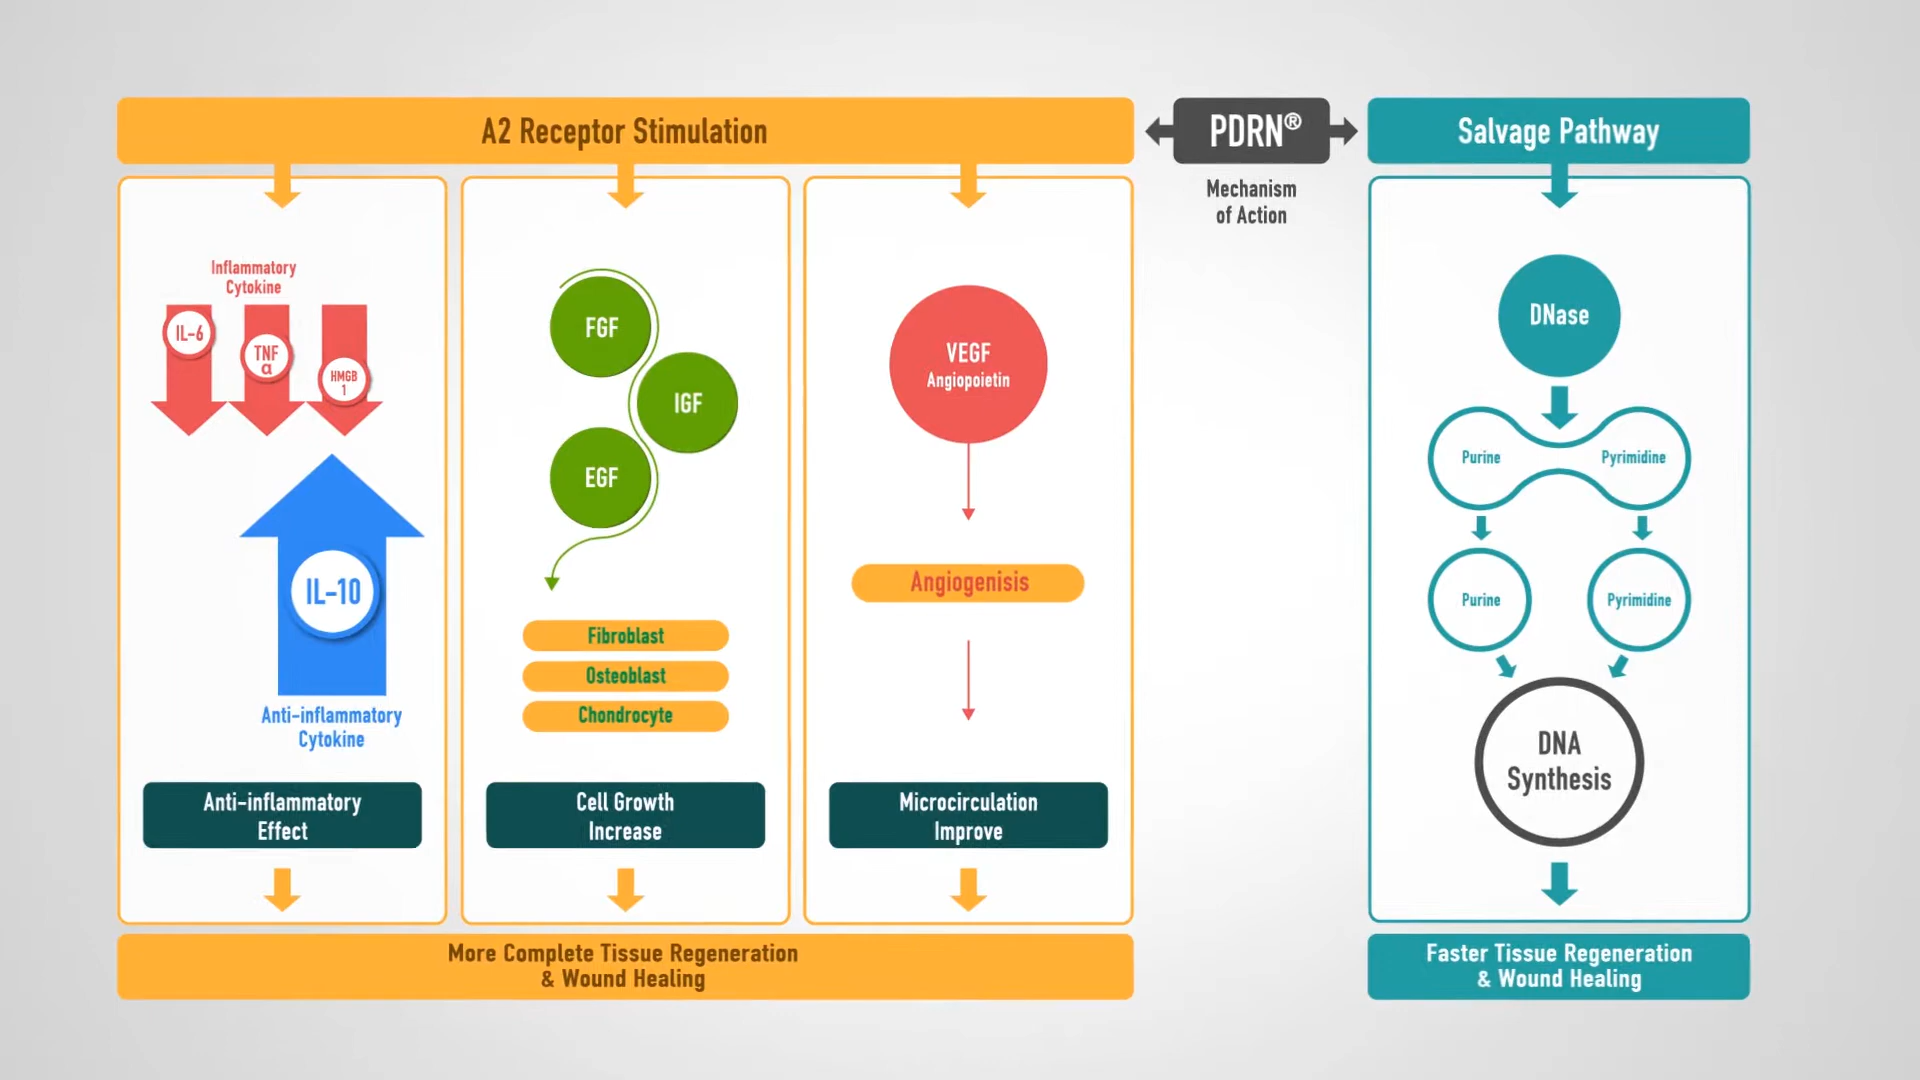 A2 Receptor Stimulation
PDRN®
Mechanism
of Action
Salvage Pathway
Inflammatory
Cytokine
IL-6
TNF
α
HMGB
1
IL-10
Anti-inflammatory
Cytokine
Anti-inflammatory
Effect
FGF
IGF
EGF
Fibroblast
Osteoblast
Chondrocyte
Cell Growth
Increase
VEGF
Angiopoietin
Angiogenisis
Microcirculation
Improve
More Complete Tissue Regeneration
& Wound Healing
DNase
Purine
Pyrimidine
Purine
Pyrimidine
DNA
Synthesis
Faster Tissue Regeneration
& Wound Healing